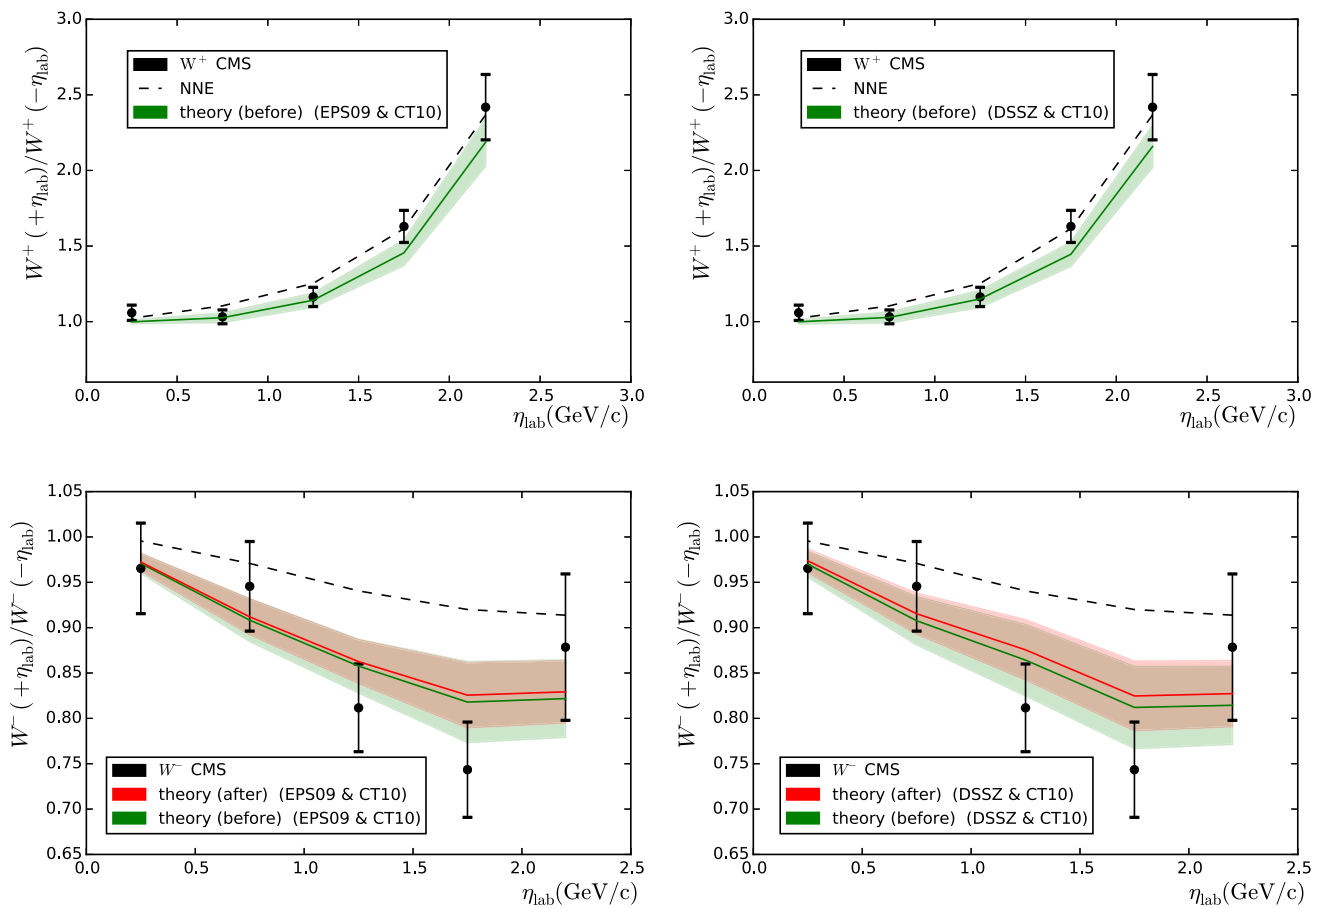 W⁺(+η_lab)/W⁺(−η_lab)
3.0
2.5
2.0
1.5
1.0
W⁺ CMS
NNE
theory (before) (EPS09 & CT10)
0.0 0.5 1.0 1.5 2.0 2.5 3.0
η_lab(GeV/c)
W⁺(+η_lab)/W⁺(−η_lab)
3.0
2.5
2.0
1.5
1.0
W⁺ CMS
NNE
theory (before) (DSSZ & CT10)
0.0 0.5 1.0 1.5 2.0 2.5 3.0
η_lab(GeV/c)
W⁻(+η_lab)/W⁻(−η_lab)
1.05
1.00
0.95
0.90
0.85
0.80
0.75
0.70
0.65
W⁻ CMS
theory (after) (EPS09 & CT10)
theory (before) (EPS09 & CT10)
0.0 0.5 1.0 1.5 2.0 2.5
η_lab(GeV/c)
W⁻(+η_lab)/W⁻(−η_lab)
1.05
1.00
0.95
0.90
0.85
0.80
0.75
0.70
0.65
W⁻ CMS
theory (after) (DSSZ & CT10)
theory (before) (DSSZ & CT10)
0.0 0.5 1.0 1.5 2.0 2.5
η_lab(GeV/c)